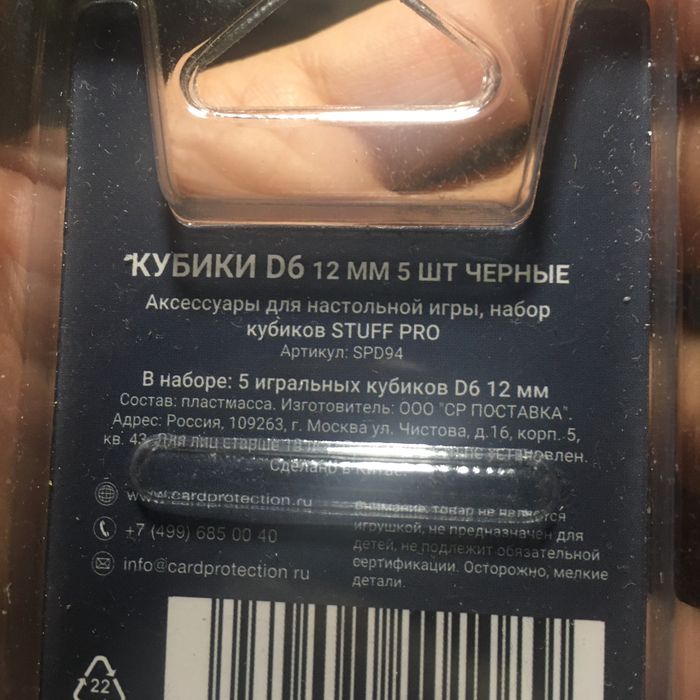 КУБИКИ D6 12 ММ 5 ШТ ЧЕРНЫЕ
Аксессуары для настольной игры, набор
кубиков STUFF PRO
Артикул: SPD94
В наборе: 5 игральных кубиков D6 12 мм
Состав: пластмасса. Изготовитель: ООО "СР ПОСТАВКА".
Адрес: Россия, 109263, г. Москва ул. Чистова, д.16, корп. 5,
кв. 43. Для лиц старше установлен.
Сделано в
www.cardprotection.ru
+7 (499) 685 00 40
info@cardprotection ru
Внимание, товар не является
игрушкой, не предназначен для
детей, не подлежит обязательной
сертификации. Осторожно, мелкие
детали.
22